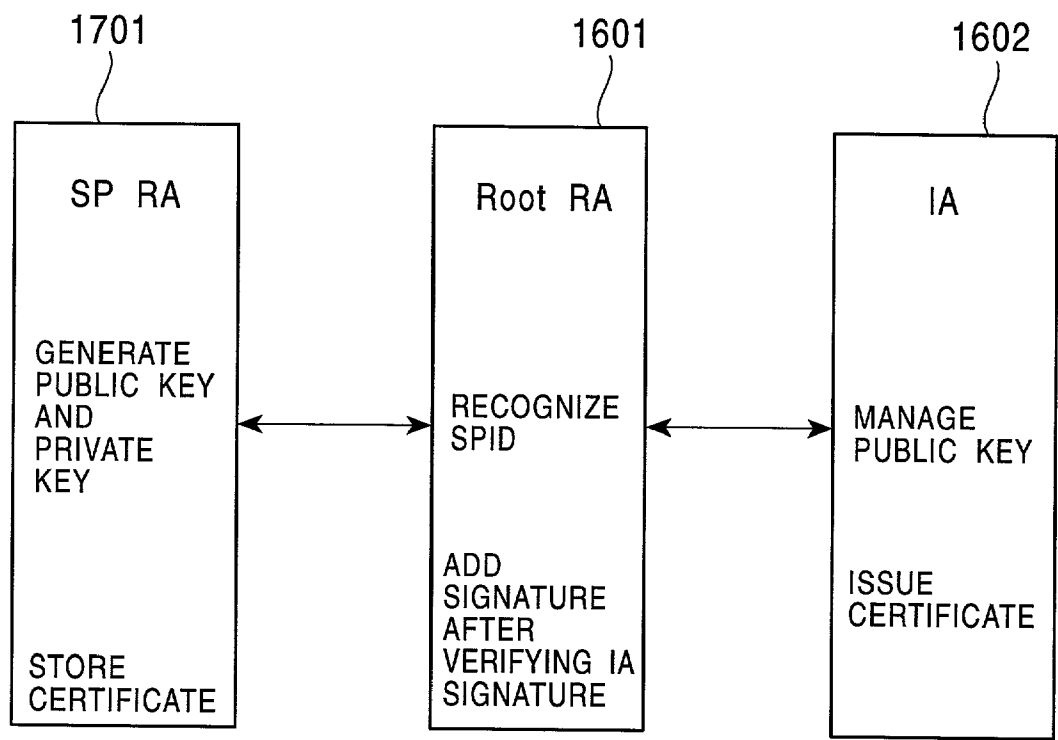 1701
1601
1602
SP RA
Root RA
IA
GENERATE
PUBLIC KEY
AND
PRIVATE
KEY
STORE
CERTIFICATE
RECOGNIZE
SPID
ADD
SIGNATURE
AFTER
VERIFYING IA
SIGNATURE
MANAGE
PUBLIC KEY
ISSUE
CERTIFICATE